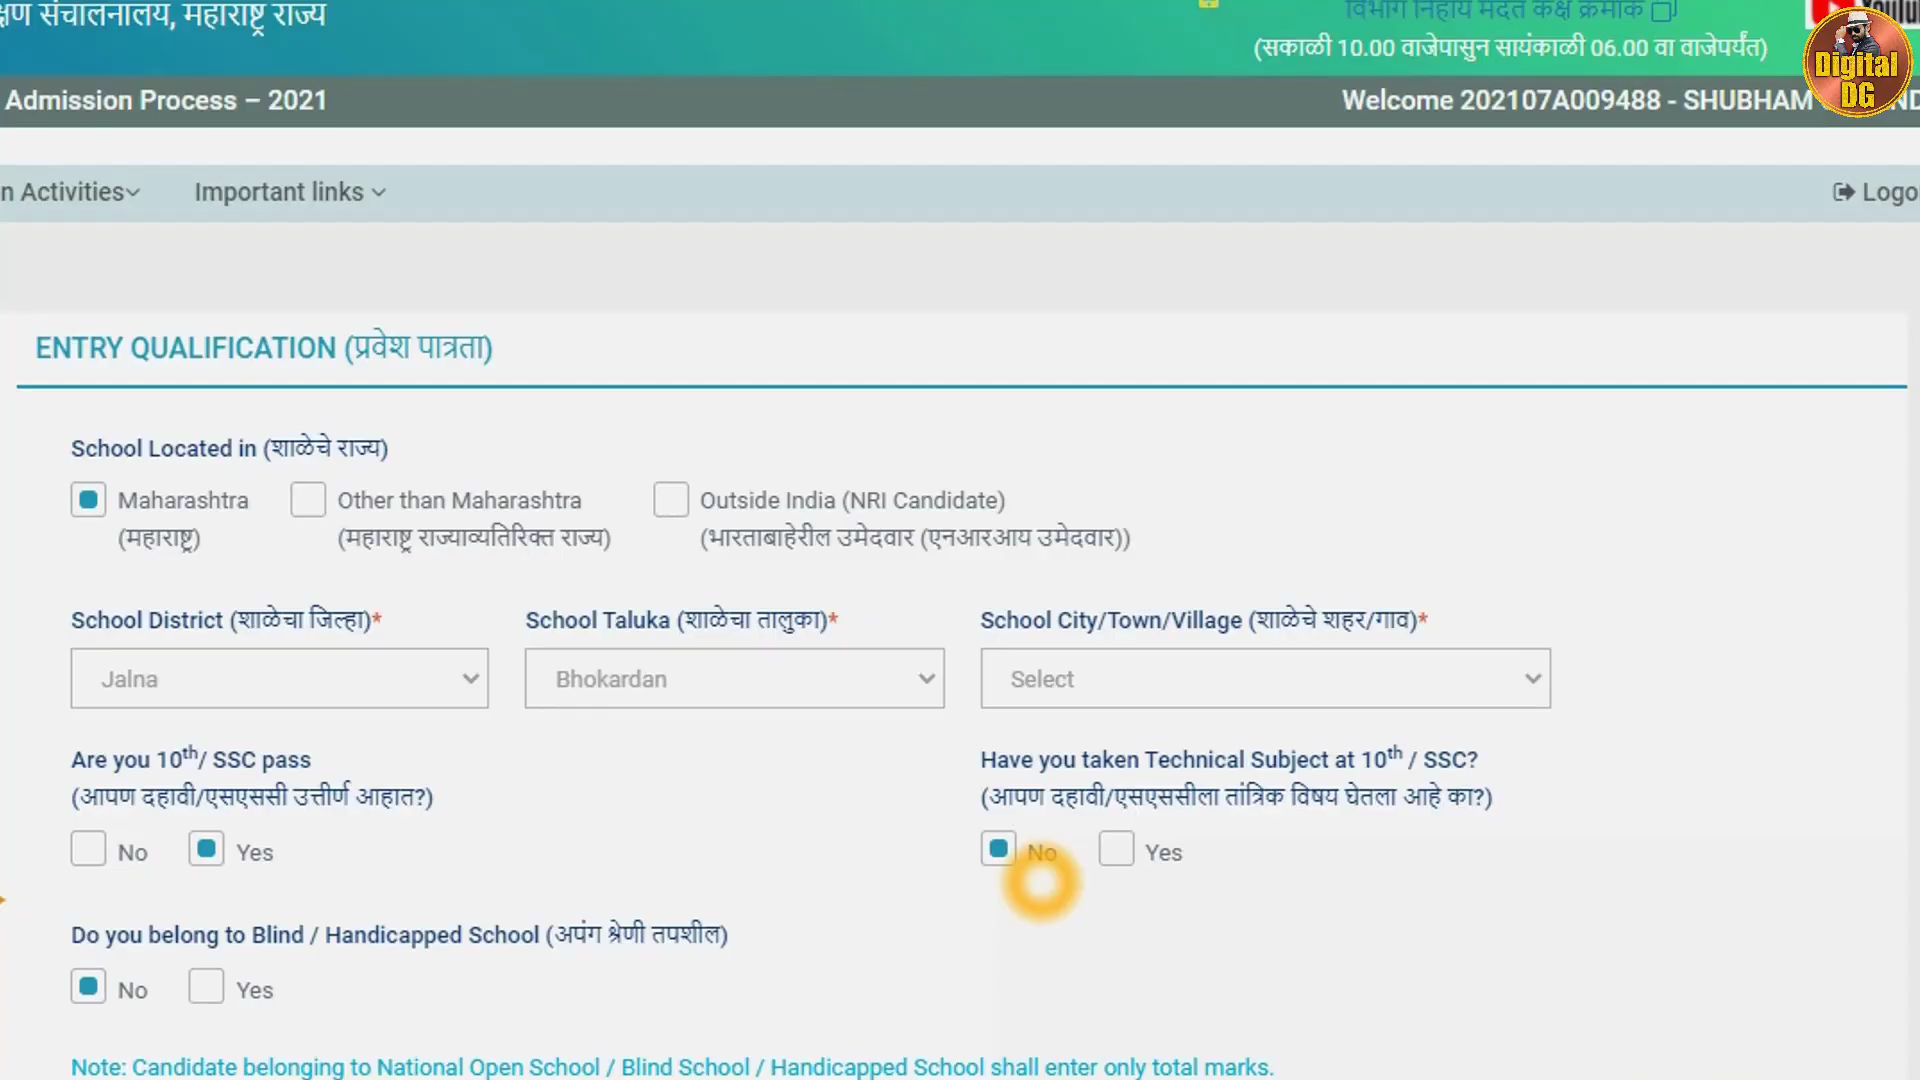 क्षण संचालनालय, महाराष्ट्र राज्य
विभाग निहाय मदत कक्ष क्रमांक
(सकाळी 10.00 वाजेपासुन सायंकाळी 06.00 वा वाजेपर्यंत)
Digital
DG
Admission Process – 2021
Welcome 202107A009488 - SHUBHAM
n Activities
Important links
Logo
ENTRY QUALIFICATION (प्रवेश पात्रता)
School Located in (शाळेचे राज्य)
Maharashtra
(महाराष्ट्र)
Other than Maharashtra
(महाराष्ट्र राज्याव्यतिरिक्त राज्य)
Outside India (NRI Candidate)
(भारताबाहेरील उमेदवार (एनआरआय उमेदवार))
School District (शाळेचा जिल्हा)*
School Taluka (शाळेचा तालुका)*
School City/Town/Village (शाळेचे शहर/गाव)*
Jalna
Bhokardan
Select
Are you 10th/ SSC pass
(आपण दहावी/एसएससी उत्तीर्ण आहात?)
No
Yes
Have you taken Technical Subject at 10th / SSC?
(आपण दहावी/एसएससीला तांत्रिक विषय घेतला आहे का?)
No
Yes
Do you belong to Blind / Handicapped School (अपंग श्रेणी तपशील)
No
Yes
Note: Candidate belonging to National Open School / Blind School / Handicapped School shall enter only total marks.